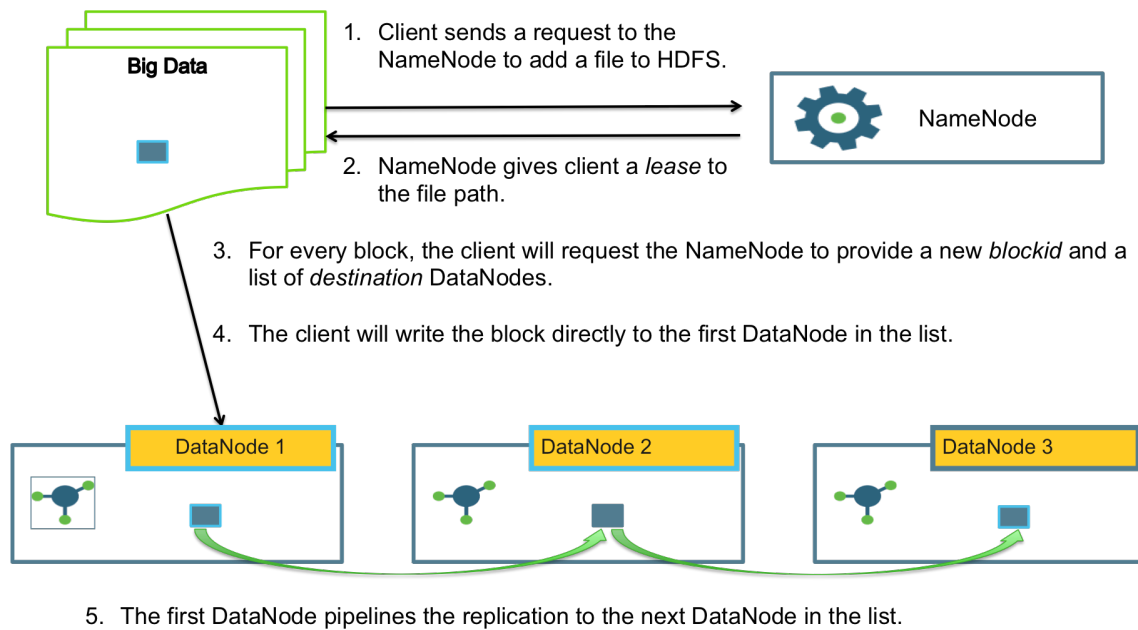 1. Client sends a request to the
NameNode to add a file to HDFS.
Big Data
NameNode
2. NameNode gives client a lease to
the file path.
3. For every block, the client will request the NameNode to provide a new blockid and a
list of destination DataNodes.
4. The client will write the block directly to the first DataNode in the list.
DataNode 1
DataNode 2
DataNode 3
5. The first DataNode pipelines the replication to the next DataNode in the list.